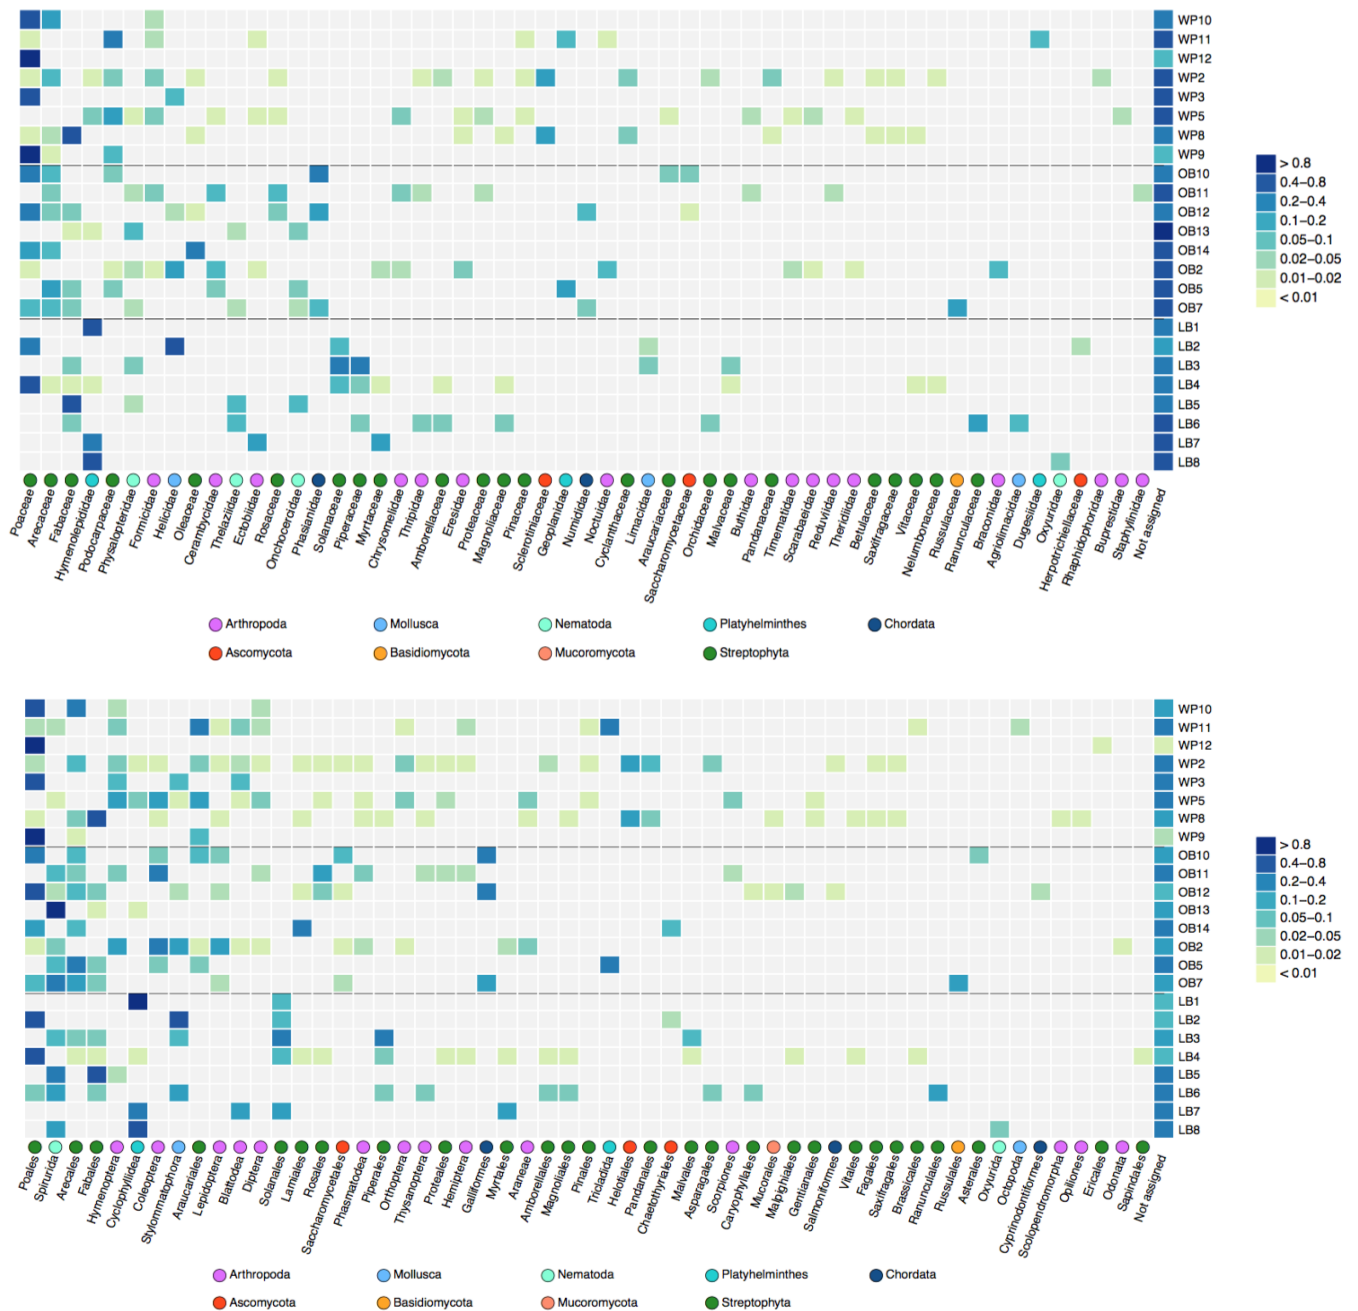 WP10
WP11
WP12
WP2
WP3
WP5
WP8
WP9
OB10
OB11
OB12
OB13
OB14
OB2
OB5
OB7
LB1
LB2
LB3
LB4
LB5
LB6
LB7
LB8
> 0.8
0.4–0.8
0.2–0.4
0.1–0.2
0.05–0.1
0.02–0.05
0.01–0.02
< 0.01
Poaceae
Arecaceae
Fabaceae
Hymenolepididae
Podocarpaceae
Physalopteridae
Formicidae
Helicidae
Oleaceae
Cerambycidae
Thelaziidae
Ectobiidae
Rosaceae
Onchocercidae
Phasianidae
Solanaceae
Piperaceae
Myrtaceae
Chrysomelidae
Thripidae
Amborellaceae
Eresidae
Proteaceae
Magnoliaceae
Pinaceae
Sclerotiniaceae
Geoplanidae
Numididae
Noctuidae
Cyclanthaceae
Limacidae
Araucariaceae
Saccharomycetaceae
Orchidaceae
Malvaceae
Buthidae
Pandanaceae
Timematidae
Scarabaeidae
Reduviidae
Theridiidae
Betulaceae
Saxifragaceae
Vitaceae
Nelumbonaceae
Russulaceae
Ranunculaceae
Braconidae
Agriolimacidae
Dugesiidae
Oxyuridae
Herpotrichiellaceae
Rhaphidophoridae
Buprestidae
Staphylinidae
Not assigned
Arthropoda
Mollusca
Nematoda
Platyhelminthes
Chordata
Ascomycota
Basidiomycota
Mucoromycota
Streptophyta
WP10
WP11
WP12
WP2
WP3
WP5
WP8
WP9
OB10
OB11
OB12
OB13
OB14
OB2
OB5
OB7
LB1
LB2
LB3
LB4
LB5
LB6
LB7
LB8
> 0.8
0.4–0.8
0.2–0.4
0.1–0.2
0.05–0.1
0.02–0.05
0.01–0.02
< 0.01
Poales
Spirurida
Arecales
Fabales
Hymenoptera
Cyclophyllidea
Coleoptera
Stylommatophora
Araucariales
Lepidoptera
Blattodea
Diptera
Solanales
Lamiales
Rosales
Saccharomycetales
Phasmatodea
Piperales
Orthoptera
Thysanoptera
Proteales
Hemiptera
Galliformes
Myrtales
Araneae
Amborellales
Magnoliales
Pinales
Tricladida
Helotiales
Pandanales
Chaetothyriales
Malvales
Asparagales
Scorpiones
Caryophyllales
Mucorales
Malpighiales
Gentianales
Salmoniformes
Vitales
Fagales
Saxifragales
Brassicales
Ranunculales
Russulales
Asterales
Oxyurida
Octopoda
Cyprinodontiformes
Scolopendromorpha
Opiliones
Ericales
Odonata
Sapindales
Not assigned
Arthropoda
Mollusca
Nematoda
Platyhelminthes
Chordata
Ascomycota
Basidiomycota
Mucoromycota
Streptophyta